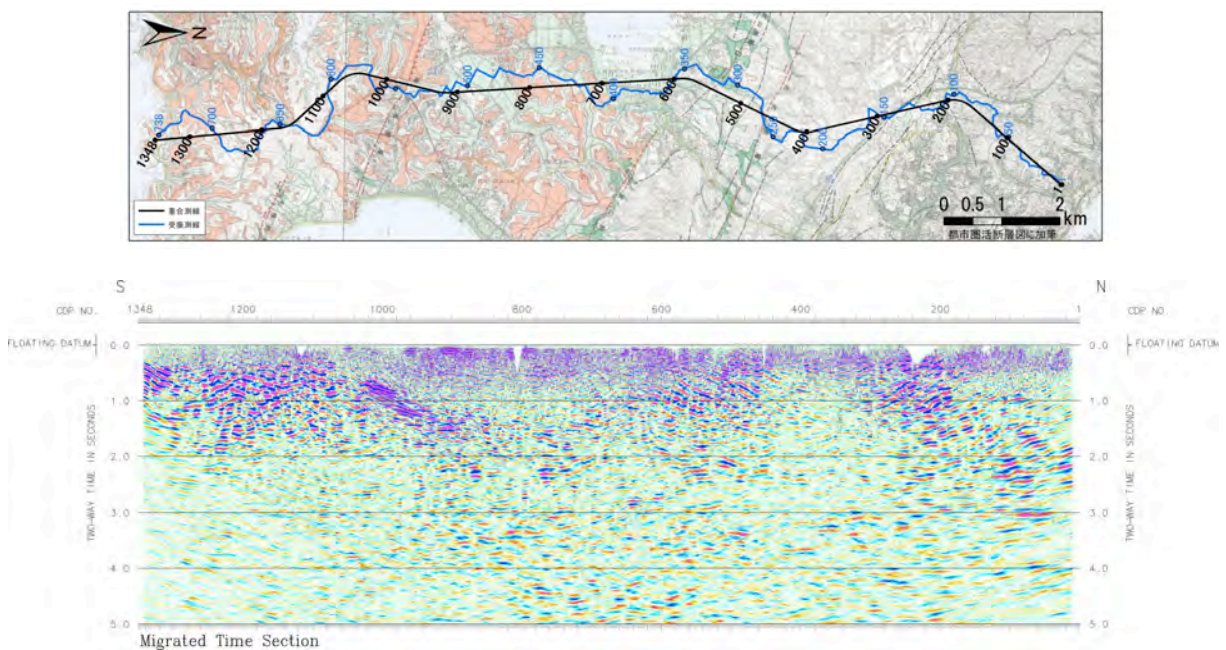 N
738
700
650
600
550
500
450
400
350
300
250
200
150
100
50
1348
1300
1200
1100
1000
900
800
700
600
500
400
300
200
100
1
重合測線
受振測線
0 0.5 1 2
km
都市圏活断層図に加筆
S N
1348 1200 1000 800 600 400 200 1
CDP NO. CDP NO.
FLOATING DATUM 0.0 0.0 FLOATING DATUM
1.0 1.0
2.0 2.0
3.0 3.0
4.0 4.0
5.0 5.0
TWO-WAY TIME IN SECONDS
TWO-WAY TIME IN SECONDS
Migrated Time Section